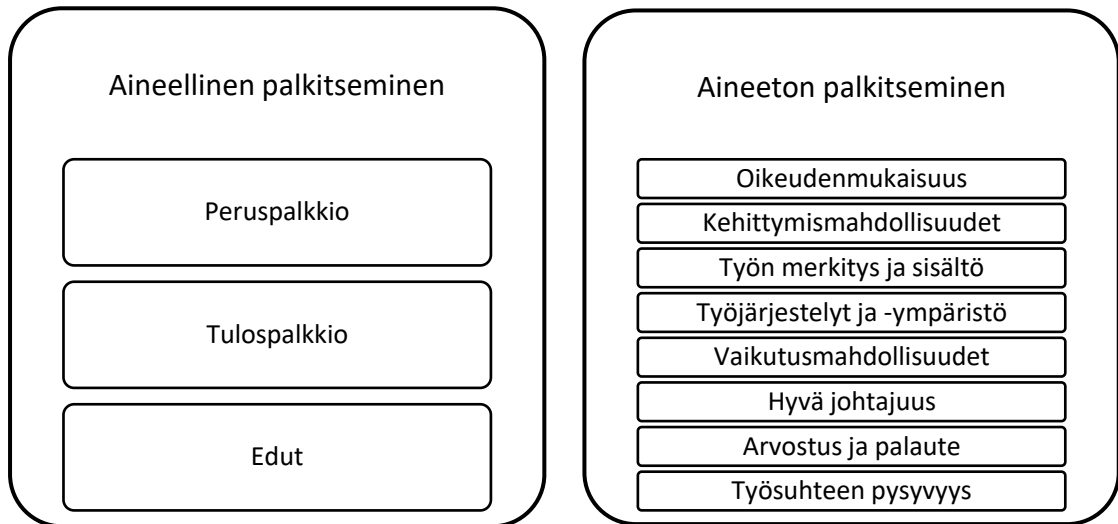 Aineellinen palkitseminen
Peruspalkkio
Tulospalkkio
Edut
Aineeton palkitseminen
Oikeudenmukaisuus
Kehittymismahdollisuudet
Työn merkitys ja sisältö
Työjärjestelyt ja -ympäristö
Vaikutusmahdollisuudet
Hyvä johtajuus
Arvostus ja palaute
Työsuhteen pysyvyys